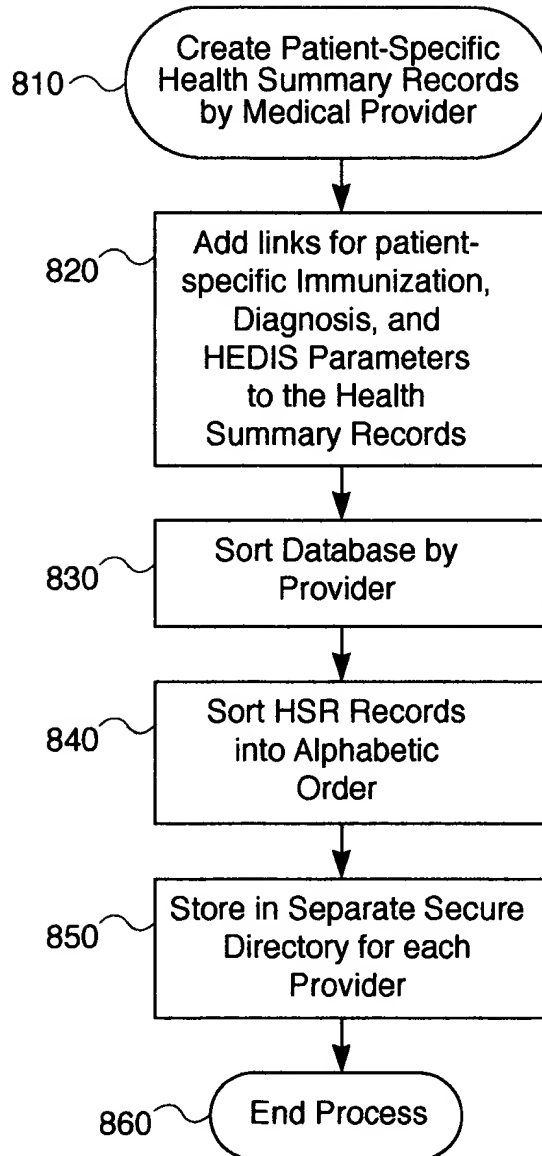 Create Patient-Specific
Health Summary Records
by Medical Provider
810
Add links for patient-
specific Immunization,
Diagnosis, and
HEDIS Parameters
to the Health
Summary Records
820
Sort Database by
Provider
830
Sort HSR Records
into Alphabetic
Order
840
Store in Separate Secure
Directory for each
Provider
850
End Process
860